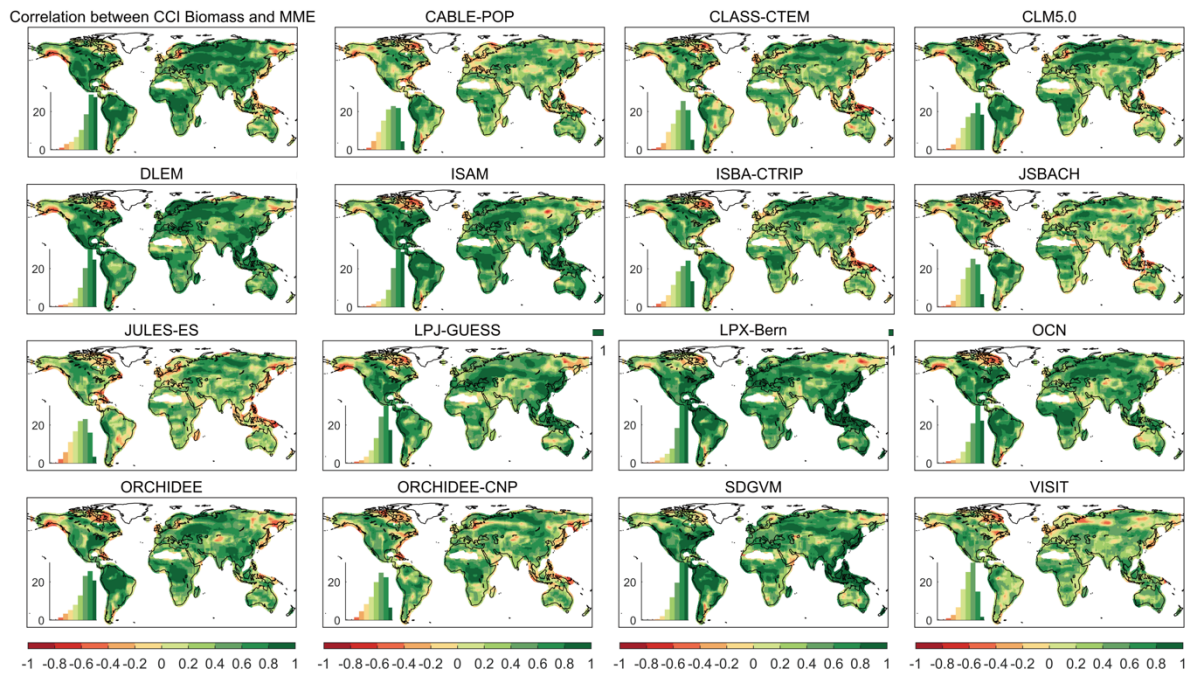 Correlation between CCI Biomass and MME CABLE-POP CLASS-CTEM CLM5.0
20 20 20 20
0 0 0 0
DLEM ISAM ISBA-CTRIP JSBACH
20 20 20 20
0 0 0 0
JULES-ES LPJ-GUESS LPX-Bern OCN
1 1
20 20 20 20
0 0 0 0
ORCHIDEE ORCHIDEE-CNP SDGVM VISIT
20 20 20 20
0 0 0 0
-1 -0.8 -0.6 -0.4 -0.2 0 0.2 0.4 0.6 0.8 1 -1 -0.8 -0.6 -0.4 -0.2 0 0.2 0.4 0.6 0.8 1 -1 -0.8 -0.6 -0.4 -0.2 0 0.2 0.4 0.6 0.8 1 -1 -0.8 -0.6 -0.4 -0.2 0 0.2 0.4 0.6 0.8 1